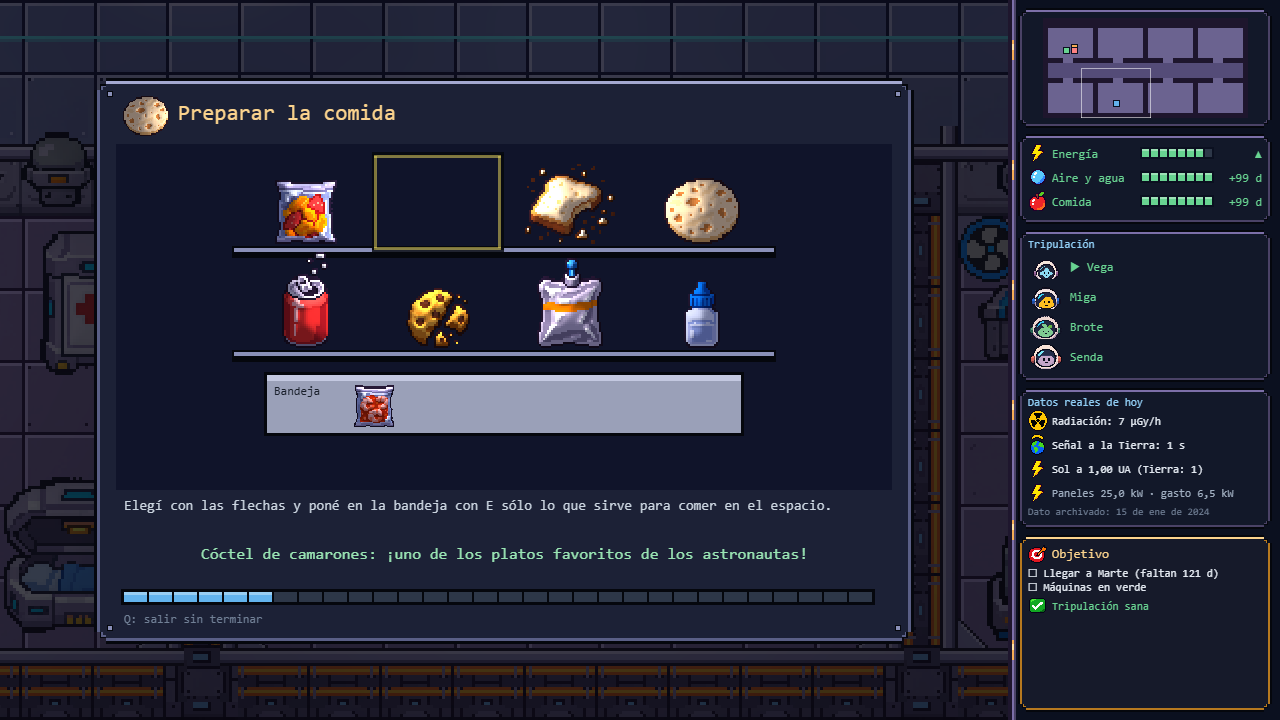 Preparar la comida
Bandeja
Elegí con las flechas y poné en la bandeja con E sólo lo que sirve para comer en el espacio.
Cóctel de camarones: ¡uno de los platos favoritos de los astronautas!
Q: salir sin terminar
Energía ▲
Aire y agua +99 d
Comida +99 d
Tripulación
▶ Vega
Miga
Brote
Senda
Datos reales de hoy
Radiación: 7 µGy/h
Señal a la Tierra: 1 s
Sol a 1,00 UA (Tierra: 1)
Paneles 25,0 kW · gasto 6,5 kW
Dato archivado: 15 de ene de 2024
Objetivo
☐ Llegar a Marte (faltan 121 d)
☐ Máquinas en verde
✅ Tripulación sana